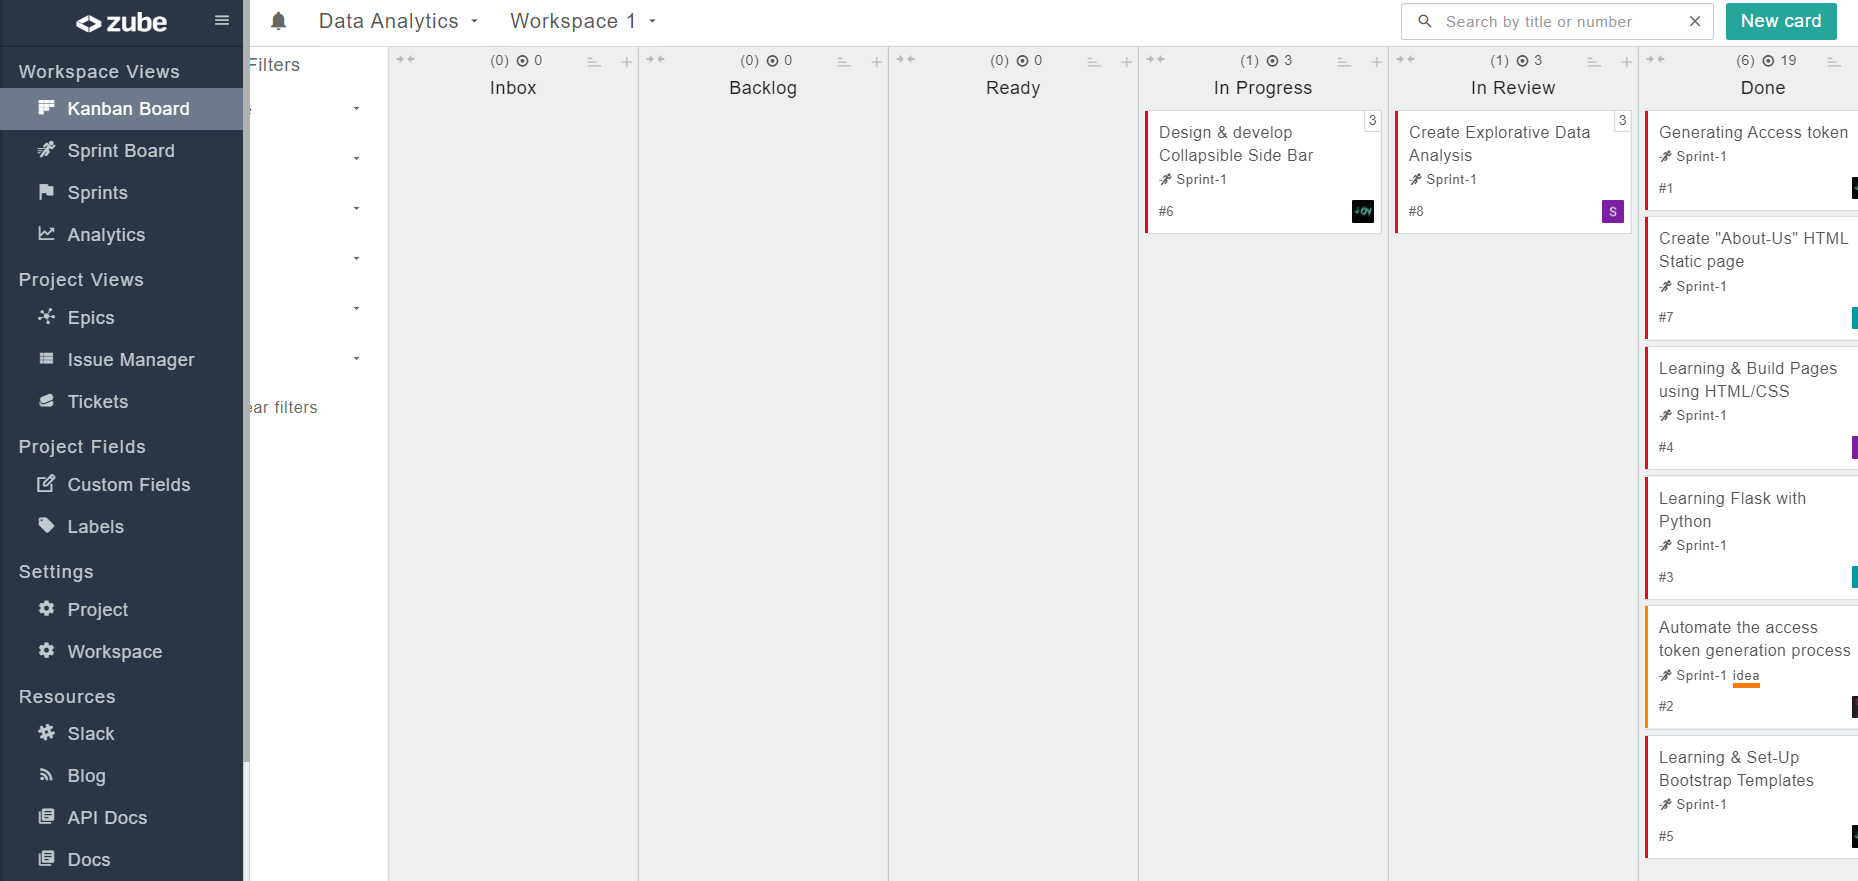 zube
Data Analytics
Workspace 1
Search by title or number
New card
Workspace Views
Kanban Board
Sprint Board
Sprints
Analytics
Project Views
Epics
Issue Manager
Tickets
Project Fields
Custom Fields
Labels
Settings
Project
Workspace
Resources
Slack
Blog
API Docs
Docs
Filters
ear filters
(0) 0
Inbox
(0) 0
Backlog
(0) 0
Ready
(1) 3
In Progress
Design & develop
Collapsible Side Bar
3
Sprint-1
#6
(1) 3
In Review
Create Explorative Data
Analysis
3
Sprint-1
#8
S
(6) 19
Done
Generating Access token
Sprint-1
#1
Create "About-Us" HTML
Static page
Sprint-1
#7
Learning & Build Pages
using HTML/CSS
Sprint-1
#4
Learning Flask with
Python
Sprint-1
#3
Automate the access
token generation process
Sprint-1 idea
#2
Learning & Set-Up
Bootstrap Templates
Sprint-1
#5